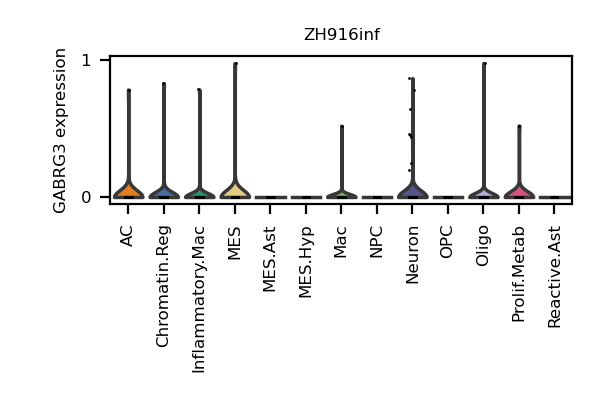 ZH916inf
GABRG3 expression
1
0
AC
Chromatin.Reg
Inflammatory.Mac
MES
MES.Ast
MES.Hyp
Mac
NPC
Neuron
OPC
Oligo
Prolif.Metab
Reactive.Ast